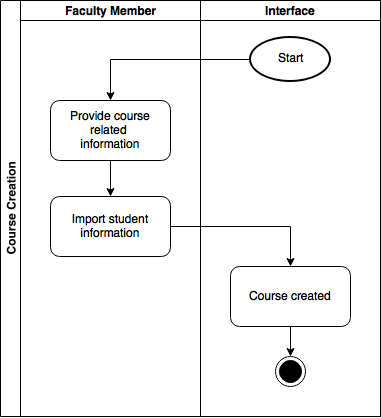 Faculty Member
Interface
Course Creation
Start
Provide course
related
information
Import student
information
Course created